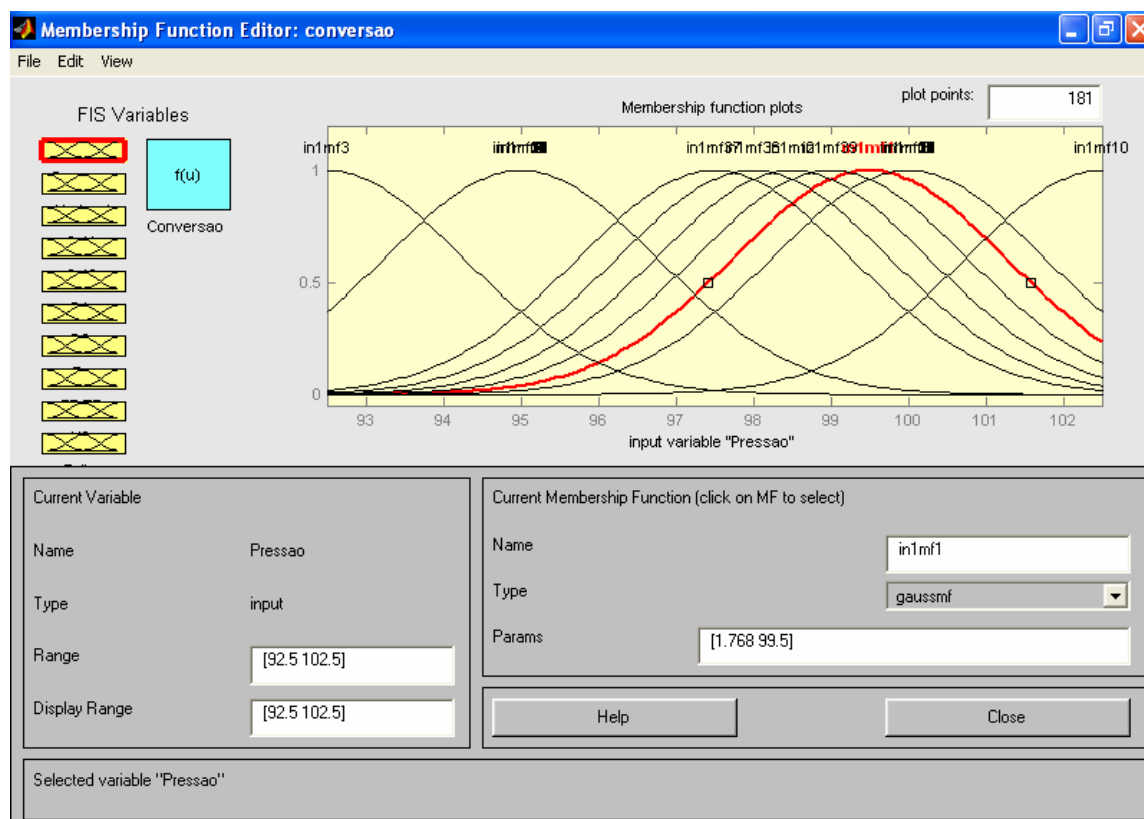 Membership Function Editor: conversao
File Edit View
FIS Variables
f(u)
Conversao
Membership function plots
plot points:
181
in1mf3
in1mf10
1
0.5
0
93 94 95 96 97 98 99 100 101 102
input variable "Pressao"
Current Variable
Name
Pressao
Type
input
Range
[92.5 102.5]
Display Range
[92.5 102.5]
Current Membership Function (click on MF to select)
Name
in1mf1
Type
gaussmf
Params
[1.768 99.5]
Help
Close
Selected variable "Pressao"